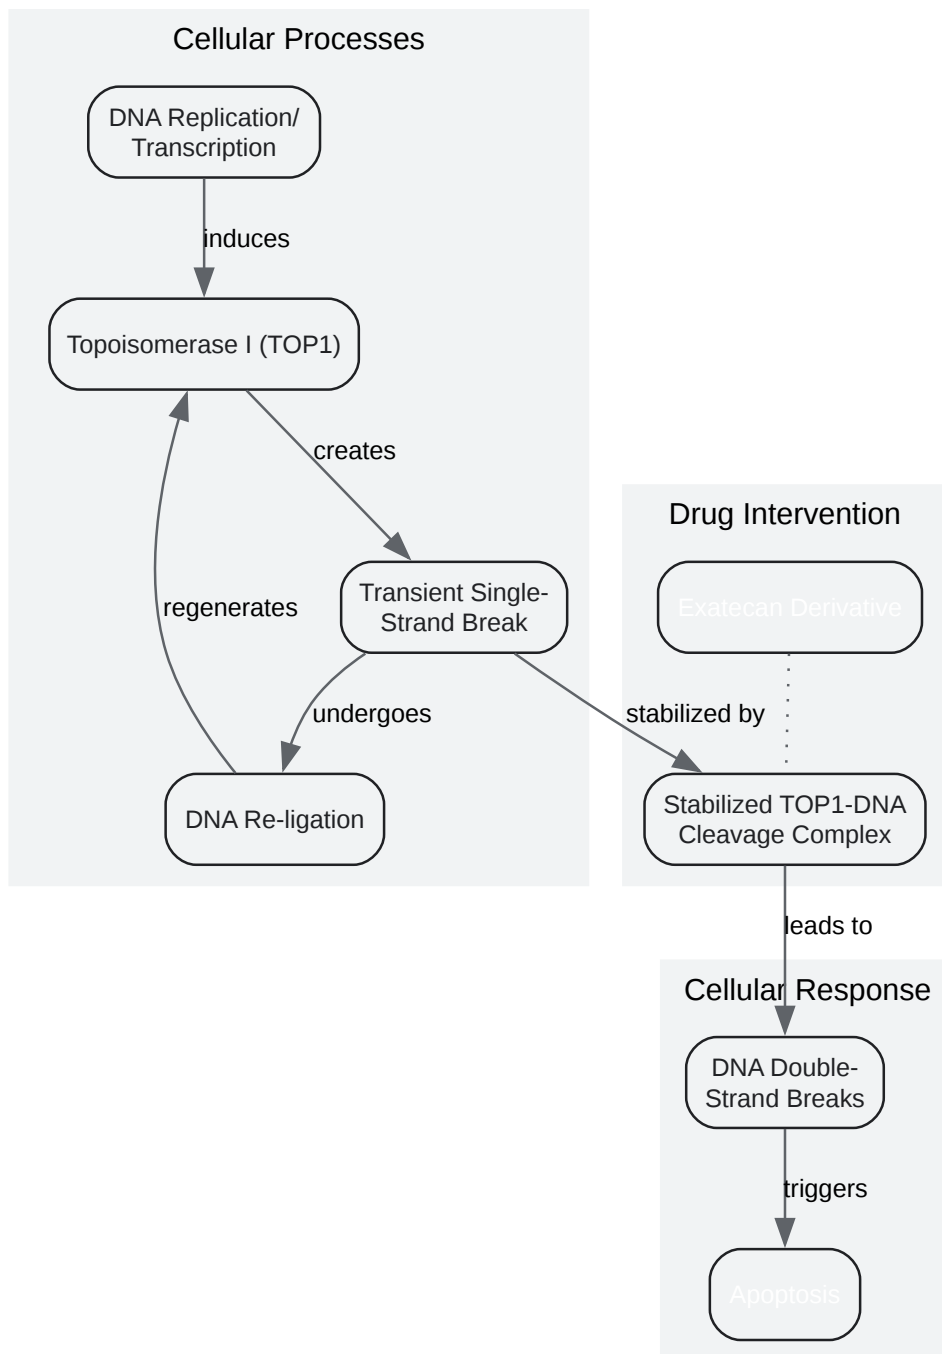 Cellular Processes
DNA Replication/
Transcription
induces
Topoisomerase I (TOP1)
creates
Transient Single-
Strand Break
regenerates
undergoes
DNA Re-ligation
Drug Intervention
Exatecan Derivative
stabilized by
Stabilized TOP1-DNA
Cleavage Complex
leads to
Cellular Response
DNA Double-
Strand Breaks
triggers
Apoptosis